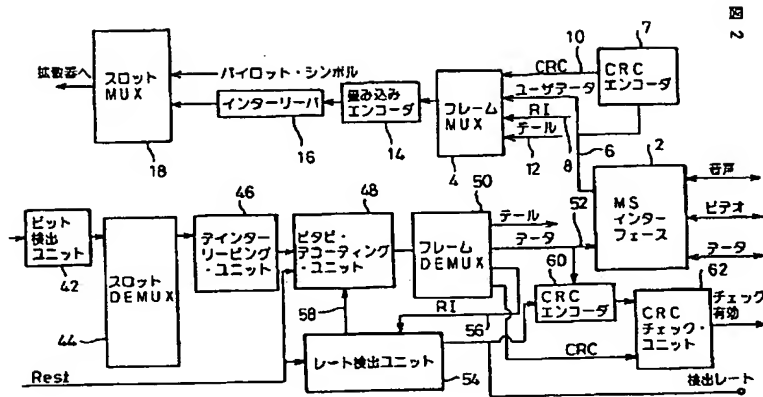 図 2
7
10
CRC
CRC
エンコーダ
拡散器へ
スロット
MUX
パイロット・シンボル
インターリーバ
畳み込み
エンコーダ
フレーム
MUX
ユーザデータ
RI
テール
18
16
14
4
12
6
8
2
MS
インター
フェース
音声
ビデオ
データ
ビット
検出
ユニット
42
スロット
DEMUX
44
46
デインター
リービング
・ユニット
48
ビタビ・
デコーティング
・ユニット
50
フレーム
DEMUX
テール
データ
52
RI
58
56
60
CRC
エンコーダ
62
CRC
チェック・
ユニット
チェック
有効
CRC
レート検出ユニット
54
Rest
検出レート